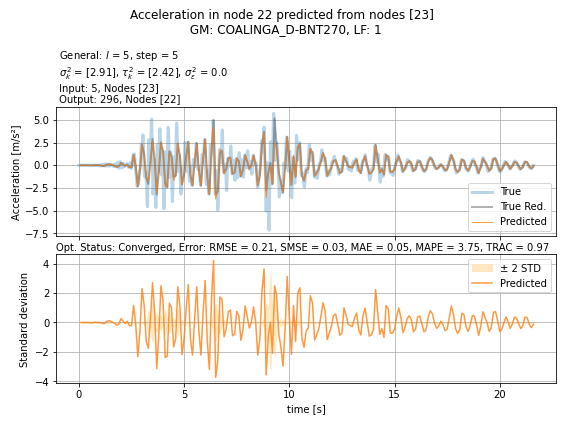 Acceleration in node 22 predicted from nodes [23]
GM: COALINGA_D-BNT270, LF: 1
General: l = 5, step = 5
σ²ₖ = [2.91], τ²ₖ = [2.42], σ²ε = 0.0
Input: 5, Nodes [23]
Output: 296, Nodes [22]
Acceleration [m/s²]
5.0
2.5
0.0
−2.5
−5.0
−7.5
True
True Red.
Predicted
Opt. Status: Converged, Error: RMSE = 0.21, SMSE = 0.03, MAE = 0.05, MAPE = 3.75, TRAC = 0.97
Standard deviation
4
2
0
−2
−4
± 2 STD
Predicted
0
5
10
15
20
time [s]